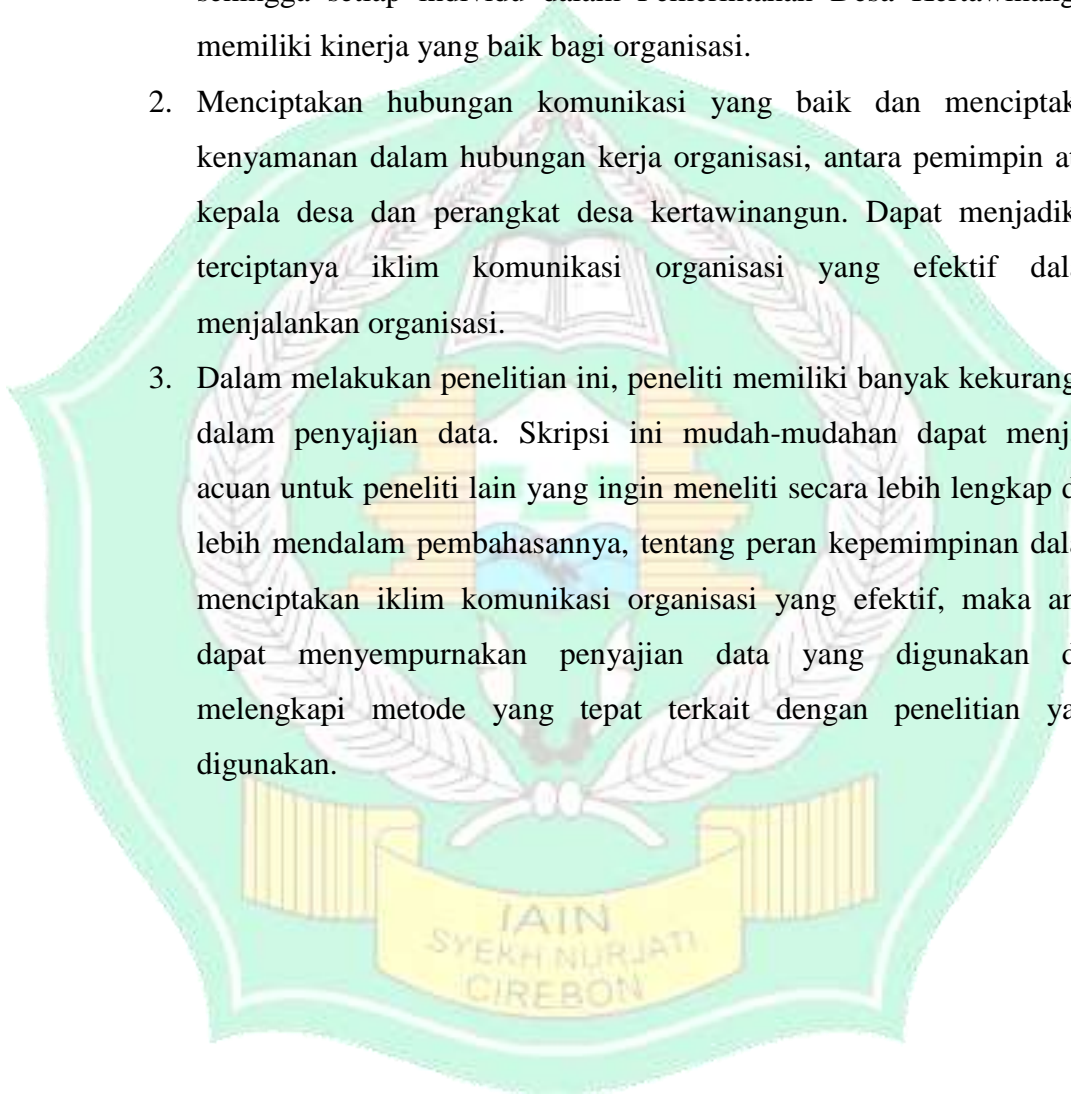 memiliki kinerja yang baik bagi organisasi.
2. Menciptakan hubungan komunikasi yang baik dan menciptak
kenyamanan dalam hubungan kerja organisasi, antara pemimpin at
kepala desa dan perangkat desa kertawinangun. Dapat menjadik
terciptanya iklim komunikasi organisasi yang efektif dala
menjalankan organisasi.
3. Dalam melakukan penelitian ini, peneliti memiliki banyak kekurang
dalam penyajian data. Skripsi ini mudah-mudahan dapat menj
acuan untuk peneliti lain yang ingin meneliti secara lebih lengkap d
lebih mendalam pembahasannya, tentang peran kepemimpinan dala
menciptakan iklim komunikasi organisasi yang efektif, maka an
dapat menyempurnakan penyajian data yang digunakan d
melengkapi metode yang tepat terkait dengan penelitian ya
digunakan.
IAIN
SYEKH NURJATI
CIREBON